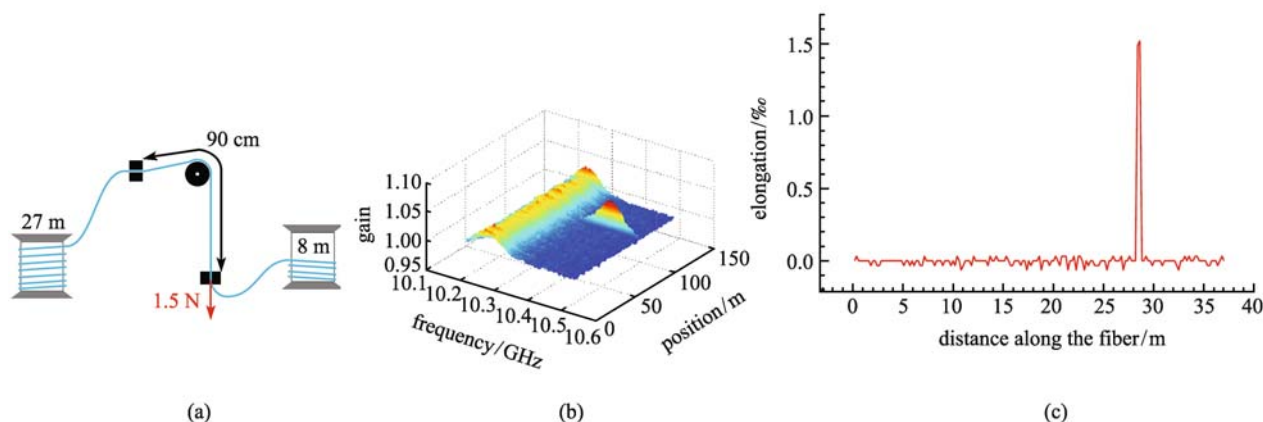 90 cm
27 m
8 m
1.5 N
(a)
1.10
1.05
1.00
0.95
gain
10.1
10.2
10.3
10.4
10.5
10.6
frequency/GHz
0
50
100
150
position/m
(b)
1.5
1.0
0.5
0.0
elongation/‰
0 5 10 15 20 25 30 35 40
distance along the fiber/m
(c)